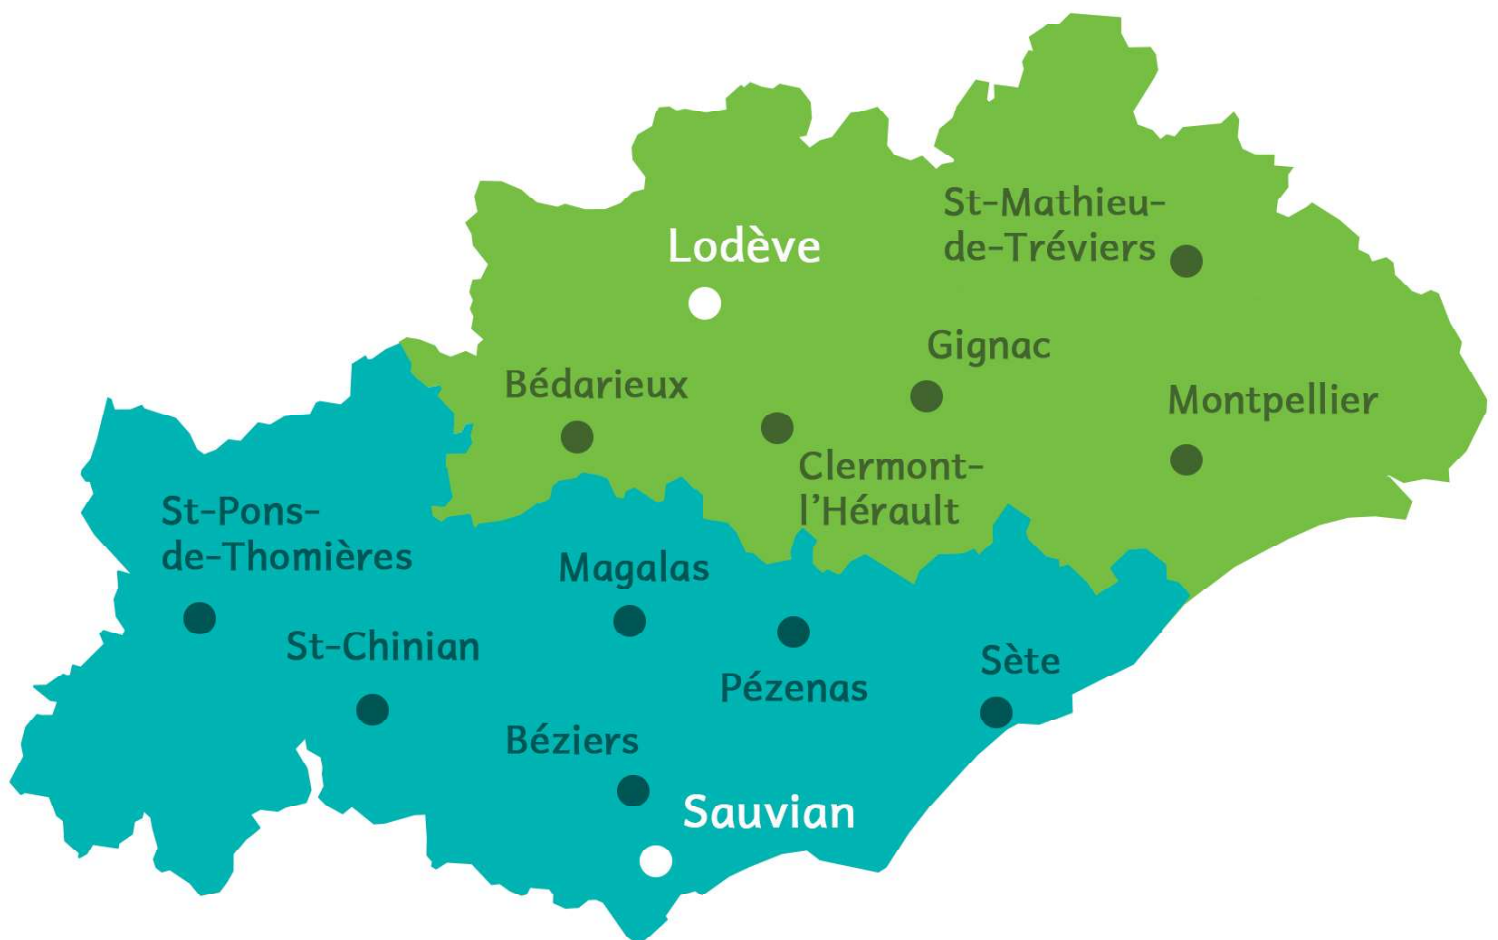 St-Mathieu-
de-Tréviers
Lodève
Gignac
Bédarieux
Montpellier
Clermont-
l'Hérault
St-Pons-
de-Thomières
Magalas
St-Chinian
Sète
Pézenas
Béziers
Sauvian